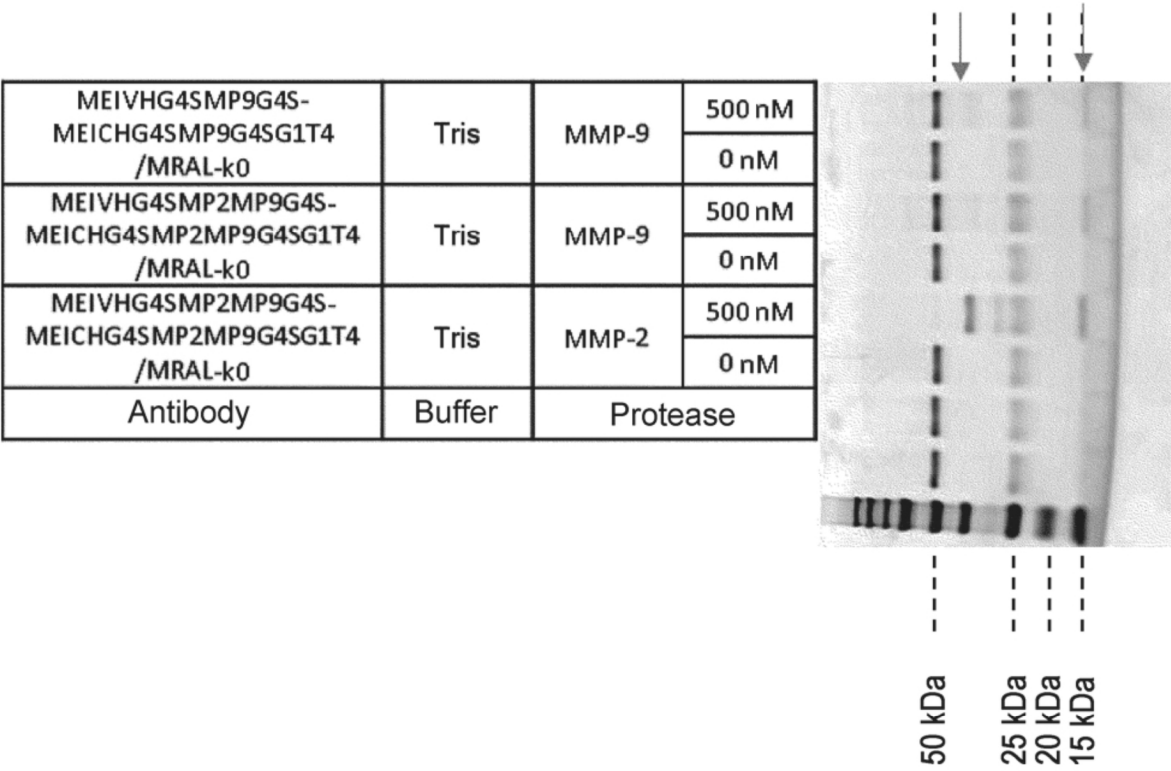 MEIVHG4SMP9G4S-
MEICHG4SMP9G4SG1T4
/MRAL-k0
Tris
MMP-9
500 nM
0 nM
MEIVHG4SMP2MP9G4S-
MEICHG4SMP2MP9G4SG1T4
/MRAL-k0
Tris
MMP-9
500 nM
0 nM
MEIVHG4SMP2MP9G4S-
MEICHG4SMP2MP9G4SG1T4
/MRAL-k0
Tris
MMP-2
500 nM
0 nM
Antibody
Buffer
Protease
50 kDa
25 kDa
20 kDa
15 kDa